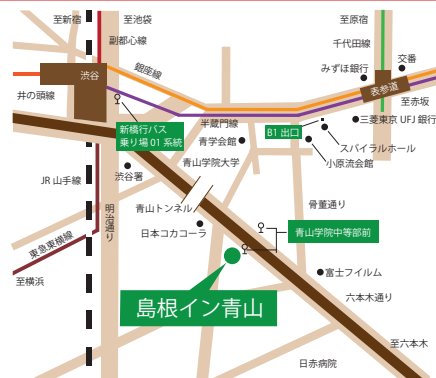 至新宿
至池袋
副都心線
至原宿
千代田線
交番
みずほ銀行
銀座線
渋谷
表参道
井の頭線
至赤坂
新橋行バス
乗り場 01 系統
半蔵門線
B1 出口
三菱東京 UFJ 銀行
青学会館
スパイラルホール
青山学院大学
小原流会館
JR 山手線
渋谷署
明治通り
青山トンネル
骨董通り
日本コカコーラ
青山学院中等部前
東急東横線
至横浜
富士フイルム
島根イン青山
六本木通り
至六本木
日赤病院